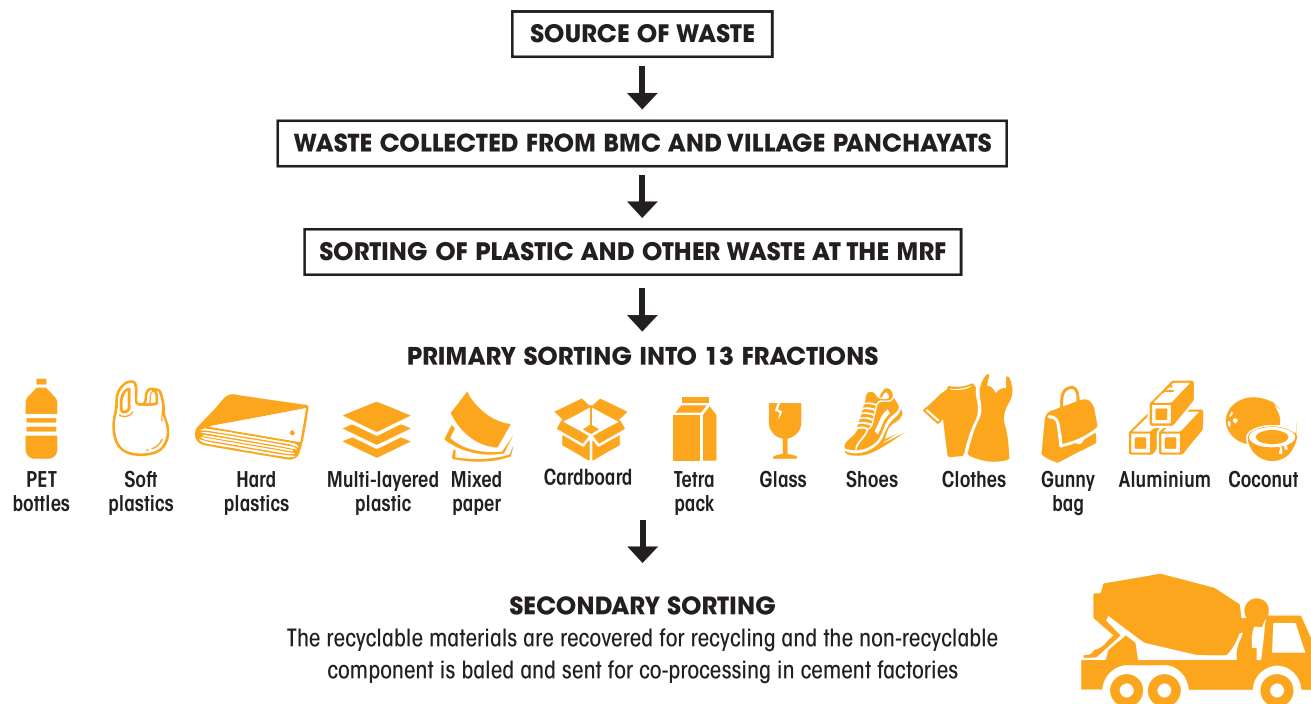 SOURCE OF WASTE
WASTE COLLECTED FROM BMC AND VILLAGE PANCHAYATS
SORTING OF PLASTIC AND OTHER WASTE AT THE MRF
PRIMARY SORTING INTO 13 FRACTIONS
PET
bottles
Soft
plastics
Hard
plastics
Multi-layered
plastic
Mixed
paper
Cardboard
Tetra
pack
Glass
Shoes
Clothes
Gunny
bag
Aluminium
Coconut
SECONDARY SORTING
The recyclable materials are recovered for recycling and the non-recyclable
component is baled and sent for co-processing in cement factories